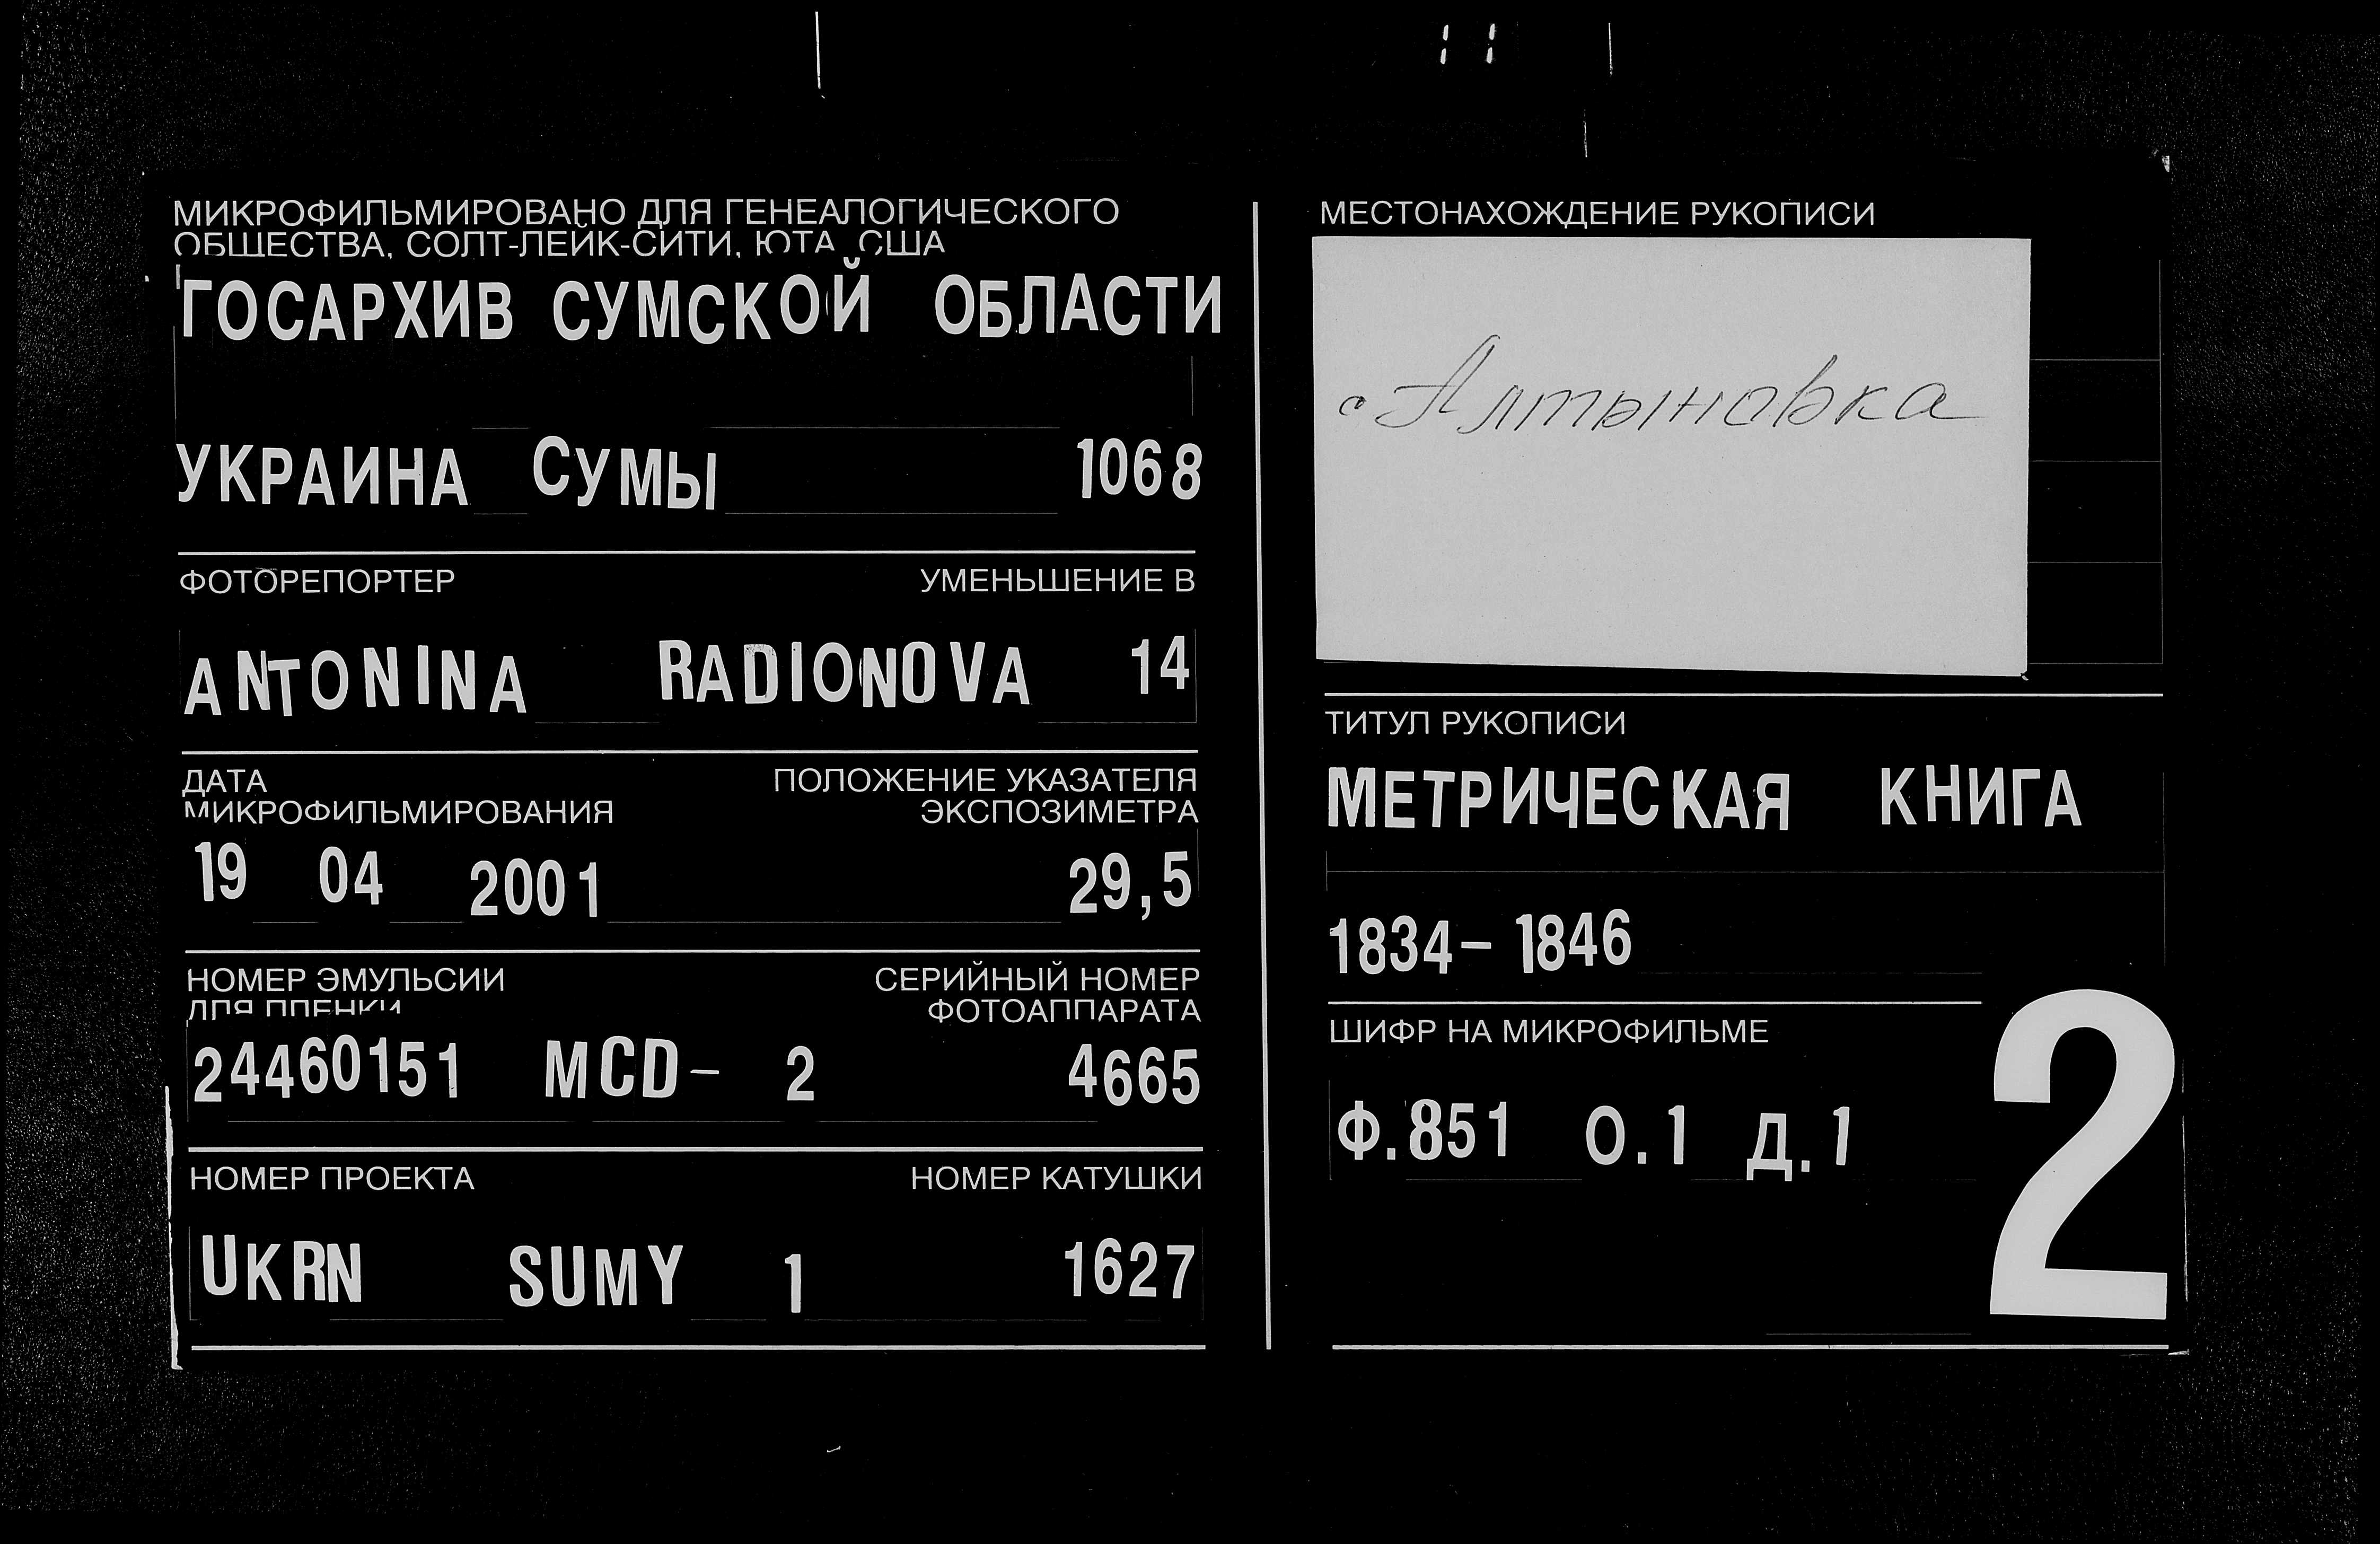 МИКРОФИЛЬМИРОВАНО ДЛЯ ГЕНЕАЛОГИЧЕСКОГО
ОБЩЕСТВА, СОЛТ-ЛЕЙК-СИТИ, ЮТА, США
ГОСАРХИВ СУМСКОЙ ОБЛАСТИ
УКРАИНА СУМЫ 1068
ФОТОРЕПОРТЕР УМЕНЬШЕНИЕ В
ANTONINA RADIONOVA 14
ДАТА ПОЛОЖЕНИЕ УКАЗАТЕЛЯ
МИКРОФИЛЬМИРОВАНИЯ ЭКСПОЗИМЕТРА
19 04 2001 29,5
НОМЕР ЭМУЛЬСИИ СЕРИЙНЫЙ НОМЕР
ДЛЯ ПЛЕНКИ ФОТОАППАРАТА
24460151 MCD- 2 4665
НОМЕР ПРОЕКТА НОМЕР КАТУШКИ
UKRN SUMY 1 1627
МЕСТОНАХОЖДЕНИЕ РУКОПИСИ
с Алтыновка
ТИТУЛ РУКОПИСИ
МЕТРИЧЕСКАЯ КНИГА
1834-1846
ШИФР НА МИКРОФИЛЬМЕ
Ф.851 О.1 Д.1
2